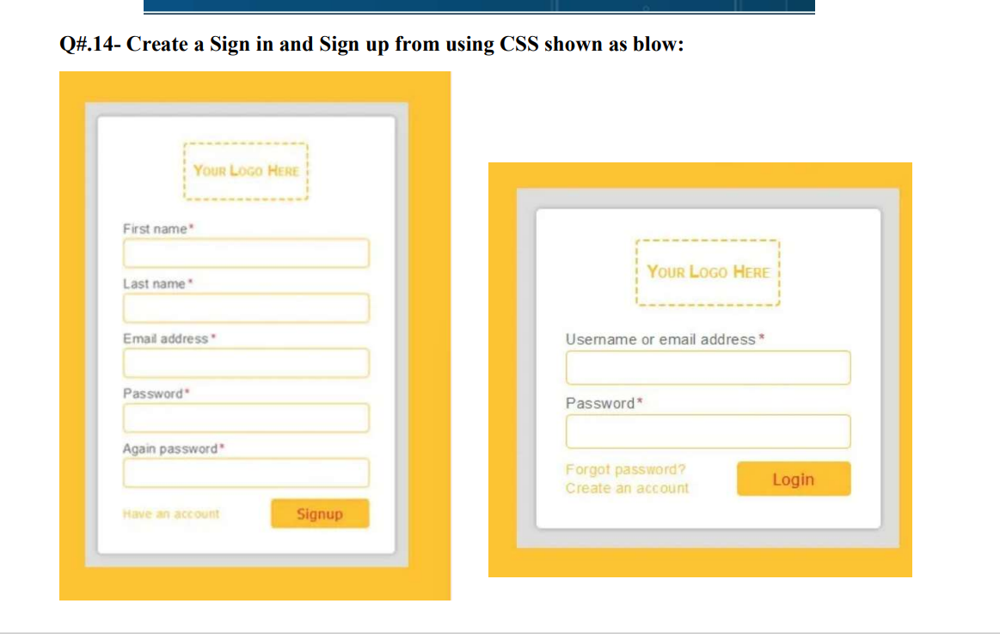 Q#.14- Create a Sign in and Sign up from using CSS shown as blow:
YOUR LOGO HERE
First name*
Last name*
Email address*
Password*
Again password*
Have an account
Signup
YOUR LOGO HERE
Username or email address*
Password*
Forgot password?
Create an account
Login